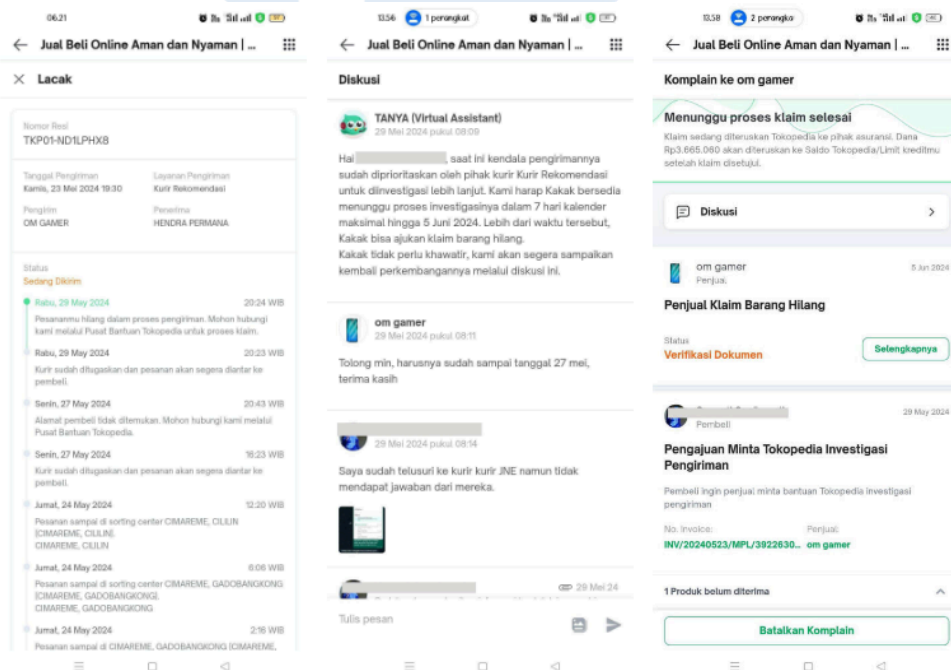 06.21
Jual Beli Online Aman dan Nyaman | ...
Lacak
Nomor Resi
TKP01-ND1LPHX8
Tanggal Pengiriman
Kamis, 23 Mei 2024 19:30
Layanan Pengiriman
Kurir Rekomendasi
Pengirim
OM GAMER
Penerima
HENDRA PERMANA
Status
Sedang Dikirim
Rabu, 29 May 2024 20:24 WIB
Pesananmu hilang dalam proses pengiriman. Mohon hubungi
kami melalui Pusat Bantuan Tokopedia untuk proses klaim.
Rabu, 29 May 2024 20:23 WIB
Kurir sudah ditugaskan dan pesanan akan segera diantar ke
pembeli.
Senin, 27 May 2024 20:43 WIB
Alamat pembeli tidak ditemukan. Mohon hubungi kami melalui
Pusat Bantuan Tokopedia.
Senin, 27 May 2024 16:23 WIB
Kurir sudah ditugaskan dan pesanan akan segera diantar ke
pembeli.
Jumat, 24 May 2024 12:20 WIB
Pesanan sampai di sorting center CIMAREME, CILILIN
[CIMAREME, CILILIN].
CIMAREME, CILILIN
Jumat, 24 May 2024 6:06 WIB
Pesanan sampai di sorting center CIMAREME, GADOBANGKONG
[CIMAREME, GADOBANGKONG].
CIMAREME, GADOBANGKONG
Jumat, 24 May 2024 2:16 WIB
Pesanan sampai di CIMAREME, GADOBANGKONG [CIMAREME,
13.56 1 perangkat
Jual Beli Online Aman dan Nyaman | ...
Diskusi
TANYA (Virtual Assistant)
29 Mei 2024 pukul 08:09
Hai , saat ini kendala pengirimannya
sudah diprioritaskan oleh pihak kurir Kurir Rekomendasi
untuk diinvestigasi lebih lanjut. Kami harap Kakak bersedia
menunggu proses investigasinya dalam 7 hari kalender
maksimal hingga 5 Juni 2024. Lebih dari waktu tersebut,
Kakak bisa ajukan klaim barang hilang.
Kakak tidak perlu khawatir, kami akan segera sampaikan
kembali perkembangannya melalui diskusi ini.
om gamer
29 Mei 2024 pukul 08:11
Tolong min, harusnya sudah sampai tanggal 27 mei,
terima kasih
29 Mei 2024 pukul 08:14
Saya sudah telusuri ke kurir kurir JNE namun tidak
mendapat jawaban dari mereka.
29 Mei 24
Tulis pesan
13.58 2 perangka
Jual Beli Online Aman dan Nyaman | ...
Komplain ke om gamer
Menunggu proses klaim selesai
Klaim sedang diteruskan Tokopedia ke pihak asuransi. Dana
Rp3.665.060 akan diteruskan ke Saldo Tokopedia/Limit kreditmu
setelah klaim disetujui.
Diskusi
om gamer 5 Jun 2024
Penjual
Penjual Klaim Barang Hilang
Status
Verifikasi Dokumen
Selengkapnya
29 May 2024
Pembeli
Pengajuan Minta Tokopedia Investigasi
Pengiriman
Pembeli ingin penjual minta bantuan Tokopedia investigasi
pengiriman
No. Invoice: Penjual:
INV/20240523/MPL/3922630... om gamer
1 Produk belum diterima
Batalkan Komplain